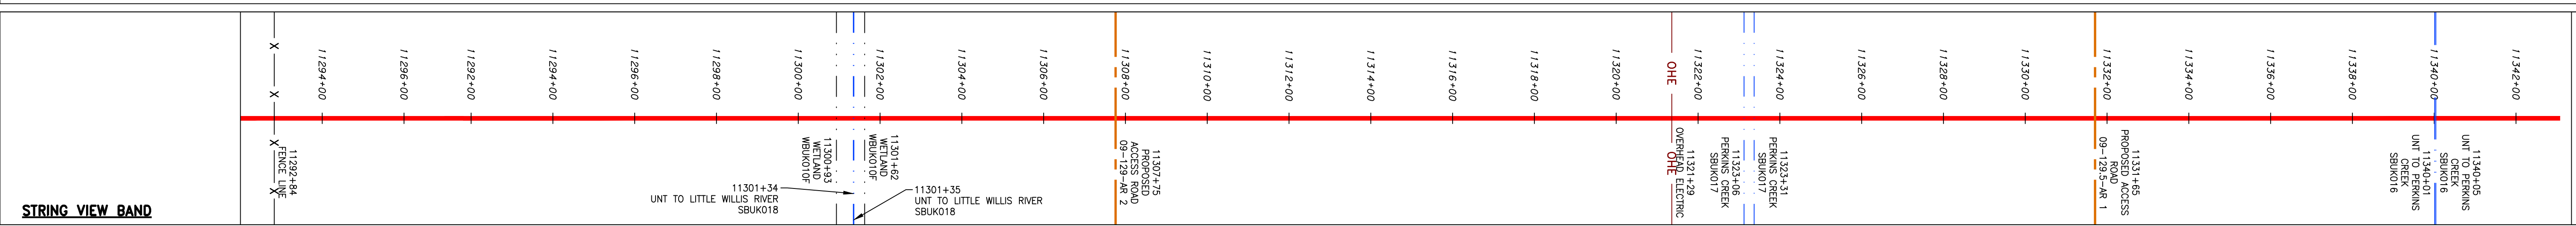 11294+00
11296+00
11292+00
11294+00
11296+00
11298+00
11300+00
11302+00
11304+00
11306+00
11308+00
11310+00
11312+00
11314+00
11316+00
11318+00
11320+00
OHE
11322+00
11324+00
11326+00
11328+00
11330+00
11332+00
11334+00
11336+00
11338+00
11340+00
11342+00
11292+84
FENCE LINE
11300+93
WETLAND
WBUK010F
11301+62
WETLAND
WBUK010F
11301+34
UNT TO LITTLE WILLIS RIVER
SBUK018
11301+35
UNT TO LITTLE WILLIS RIVER
SBUK018
11307+75
PROPOSED
ACCESS ROAD
09-129-AR 2
OHE
11321+29
OVERHEAD ELECTRIC
11323+06
PERKINS CREEK
SBUK017
11323+31
PERKINS CREEK
SBUK017
11331+65
PROPOSED ACCESS
ROAD
09-129.5-AR 1
11340+01
UNT TO PERKINS
CREEK
SBUK016
11340+05
UNT TO PERKINS
CREEK
SBUK016
STRING VIEW BAND